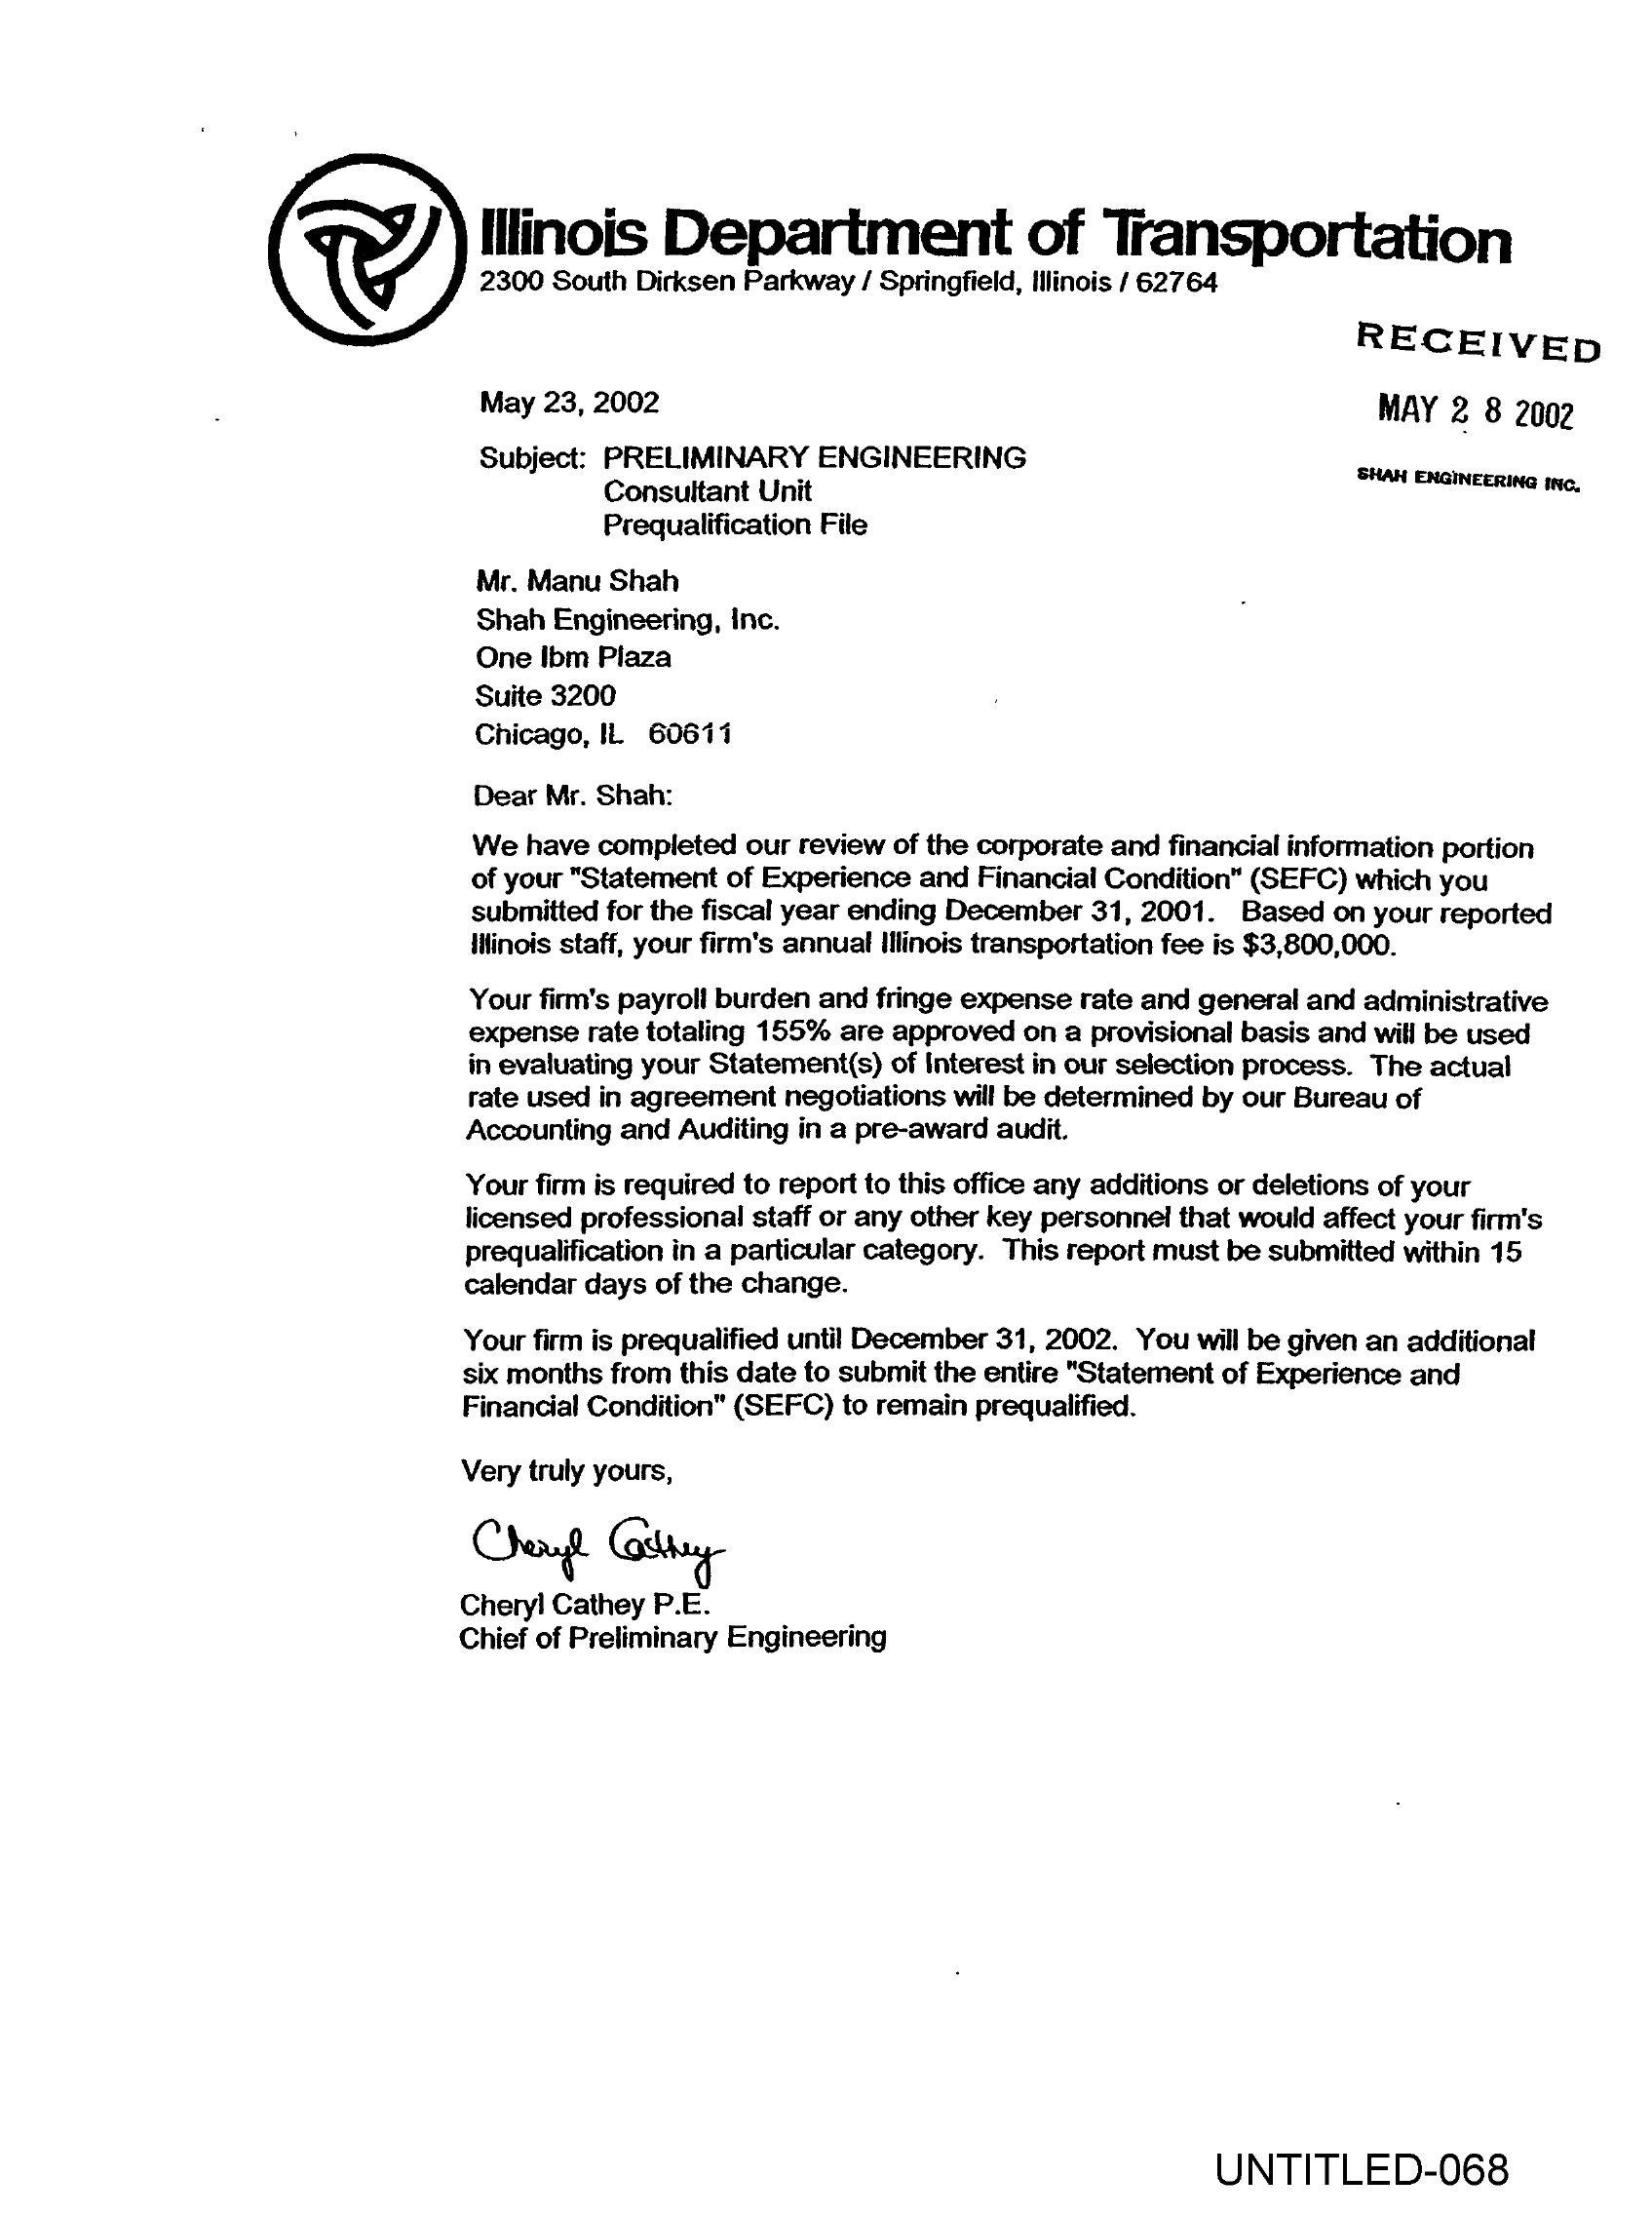 Illinois Department of Transportation
2300 South Dirksen Parkway / Springfield, Illinois / 62764
RECEIVED
MAY 28 2002
SHAH ENGINEERING INC.
May 23, 2002
Subject: PRELIMINARY ENGINEERING
Consultant Unit
Prequalification File
Mr. Manu Shah
Shah Engineering, Inc.
One Ibm Plaza
Suite 3200
Chicago, IL 60611
Dear Mr. Shah:
We have completed our review of the corporate and financial information portion
of your "Statement of Experience and Financial Condition" (SEFC) which you
submitted for the fiscal year ending December 31, 2001. Based on your reported
Illinois staff, your firm's annual Illinois transportation fee is $3,800,000.
Your firm's payroll burden and fringe expense rate and general and administrative
expense rate totaling 155% are approved on a provisional basis and will be used
in evaluating your Statement(s) of Interest in our selection process. The actual
rate used in agreement negotiations will be determined by our Bureau of
Accounting and Auditing in a pre-award audit.
Your firm is required to report to this office any additions or deletions of your
licensed professional staff or any other key personnel that would affect your firm's
prequalification in a particular category. This report must be submitted within 15
calendar days of the change.
Your firm is prequalified until December 31, 2002. You will be given an additional
six months from this date to submit the entire "Statement of Experience and
Financial Condition" (SEFC) to remain prequalified.
Very truly yours,
Cheryl Cathey
Cheryl Cathey P.E.
Chief of Preliminary Engineering
UNTITLED-068